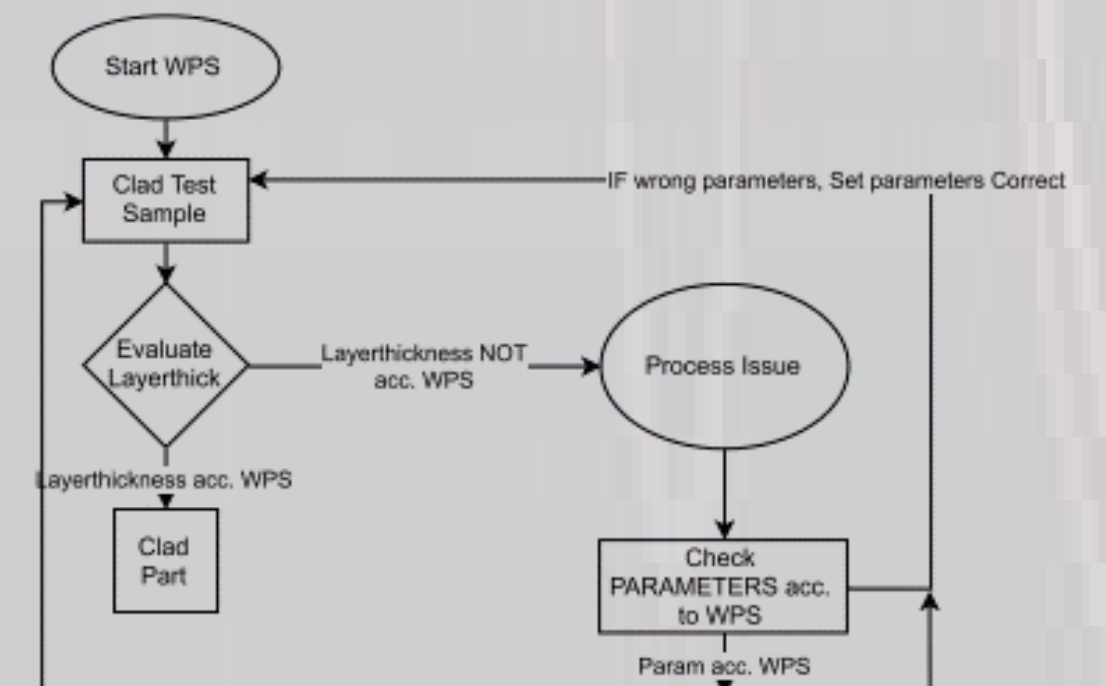 Start WPS
Clad Test
Sample
IF wrong parameters, Set parameters Correct
Evaluate
Layerthick
Layerthickness NOT
acc. WPS
Process Issue
Layerthickness acc. WPS
Clad
Part
Check
PARAMETERS acc.
to WPS
Param acc. WPS